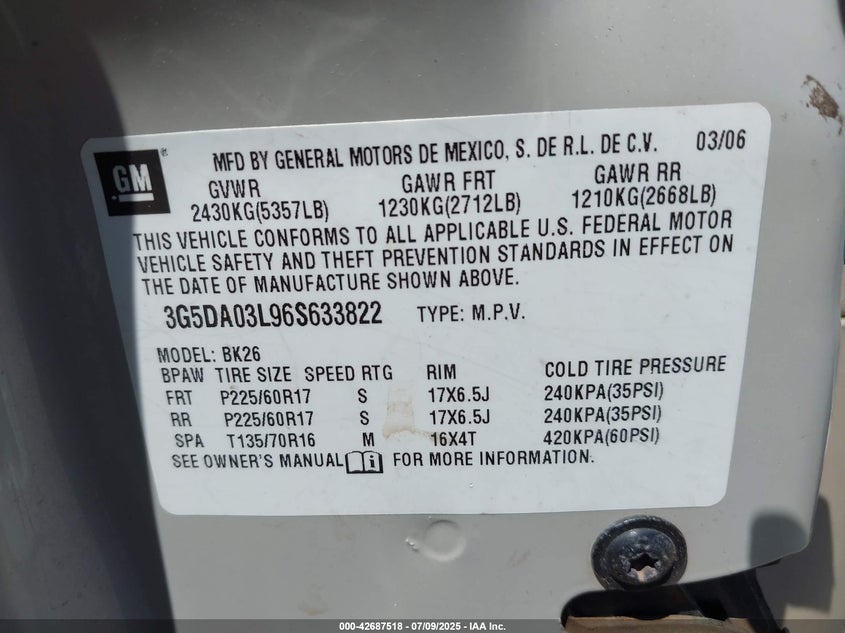 GM® MFD BY GENERAL MOTORS DE MEXICO, S. DE R.L. DE C.V. 03/06
GVWR GAWR FRT GAWR RR
2430KG(5357LB) 1230KG(2712LB) 1210KG(2668LB)
THIS VEHICLE CONFORMS TO ALL APPLICABLE U.S. FEDERAL MOTOR
VEHICLE SAFETY AND THEFT PREVENTION STANDARDS IN EFFECT ON
THE DATE OF MANUFACTURE SHOWN ABOVE.
3G5DA03L96S633822 TYPE: M.P.V.
MODEL: BK26
BPAW TIRE SIZE SPEED RTG RIM COLD TIRE PRESSURE
FRT P225/60R17 S 17X6.5J 240KPA(35PSI)
RR P225/60R17 S 17X6.5J 240KPA(35PSI)
SPA T135/70R16 M 16X4T 420KPA(60PSI)
SEE OWNER'S MANUAL i FOR MORE INFORMATION.
000-42687518 | 07/09/2025 | IAA Inc.